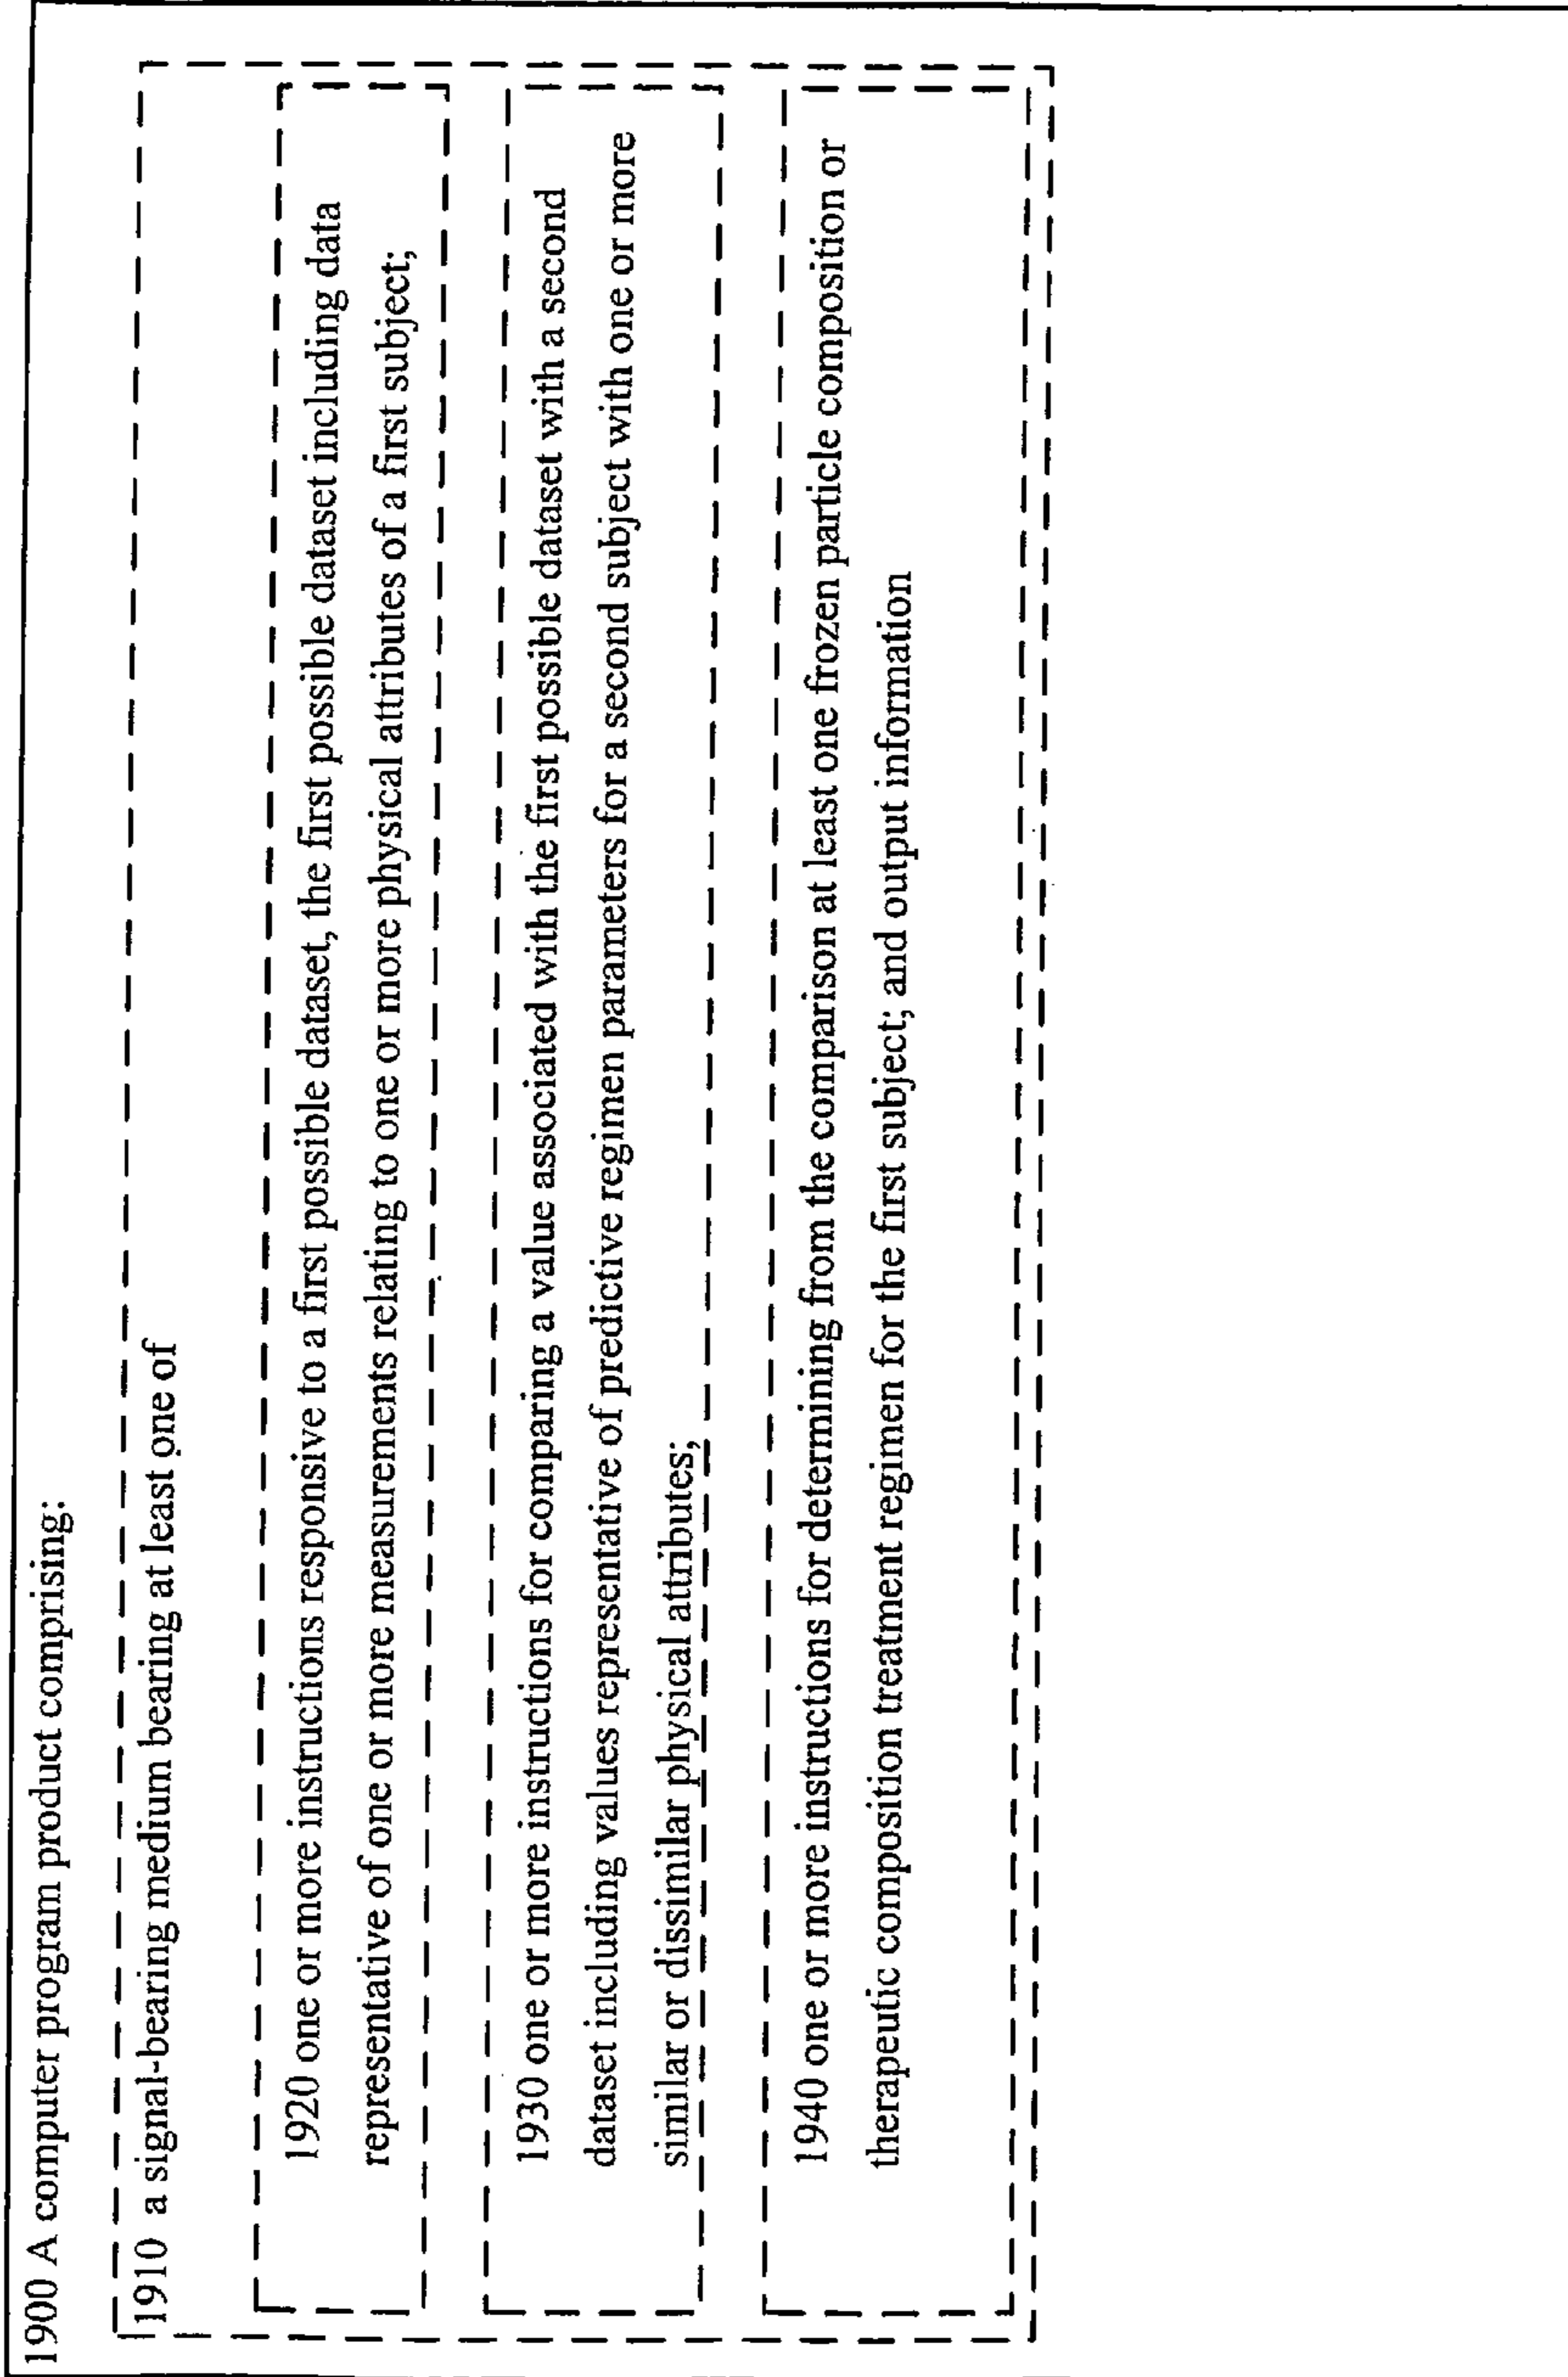 1900 A computer program product comprising:
1910 a signal-bearing medium bearing at least one of
1920 one or more instructions responsive to a first possible dataset, the first possible dataset including data
representative of one or more measurements relating to one or more physical attributes of a first subject;
1930 one or more instructions for comparing a value associated with the first possible dataset with a second
dataset including values representative of predictive regimen parameters for a second subject with one or more
similar or dissimilar physical attributes;
1940 one or more instructions for determining from the comparison at least one frozen particle composition or
therapeutic composition treatment regimen for the first subject; and output information